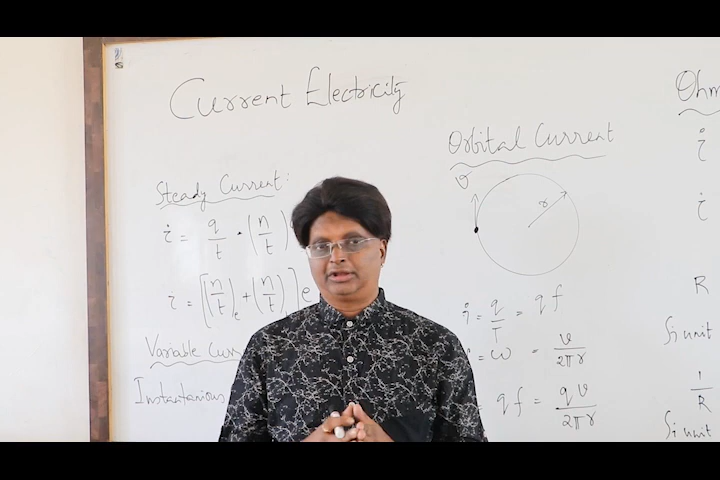 Current Electricity
Steady Current:
i = q/t · (n/t)
i = [(n/t)e + (n/t)] e
Variable Curr
Instantanious
Orbital Current
v
r
i = q/T = qf
= ω = v/2πr
= qf = qv/2πr
Ohm
i
i
R
Si unit
1/R
Si unit